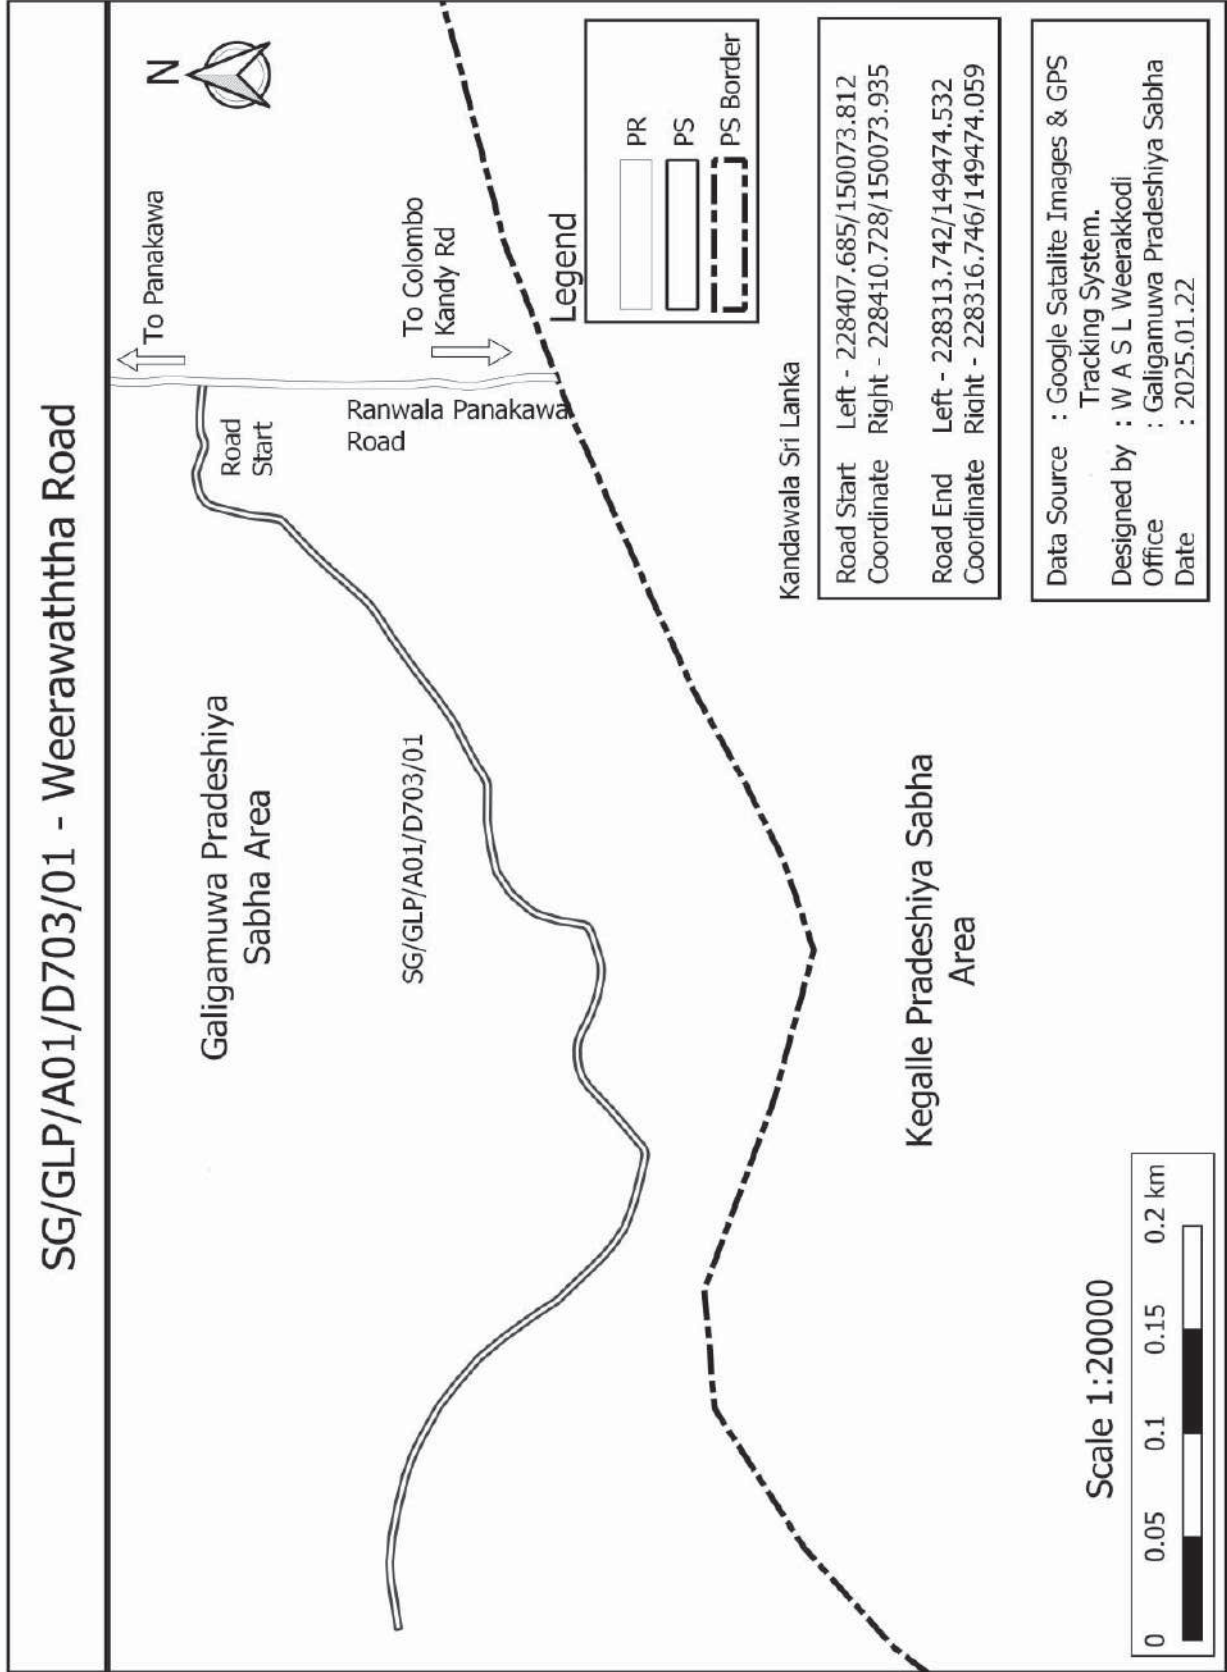 SG/GLP/A01/D703/01 - Weerawaththa Road
N
To Panakawa
Road
Start
To Colombo
Kandy Rd
Ranwala Panakawa
Road
Galigamuwa Pradeshiya
Sabha Area
SG/GLP/A01/D703/01
Legend
PR
PS
PS Border
Kandawala Sri Lanka
Road Start Left - 228407.685/150073.812
Coordinate Right - 228410.728/150073.935
Road End Left - 228313.742/149474.532
Coordinate Right - 228316.746/149474.059
Kegalle Pradeshiya Sabha
Area
Data Source : Google Satalite Images & GPS
Tracking System.
Designed by : W A S L Weerakkodi
Office : Galigamuwa Pradeshiya Sabha
Date : 2025.01.22
Scale 1:20000
0 0.05 0.1 0.15 0.2 km